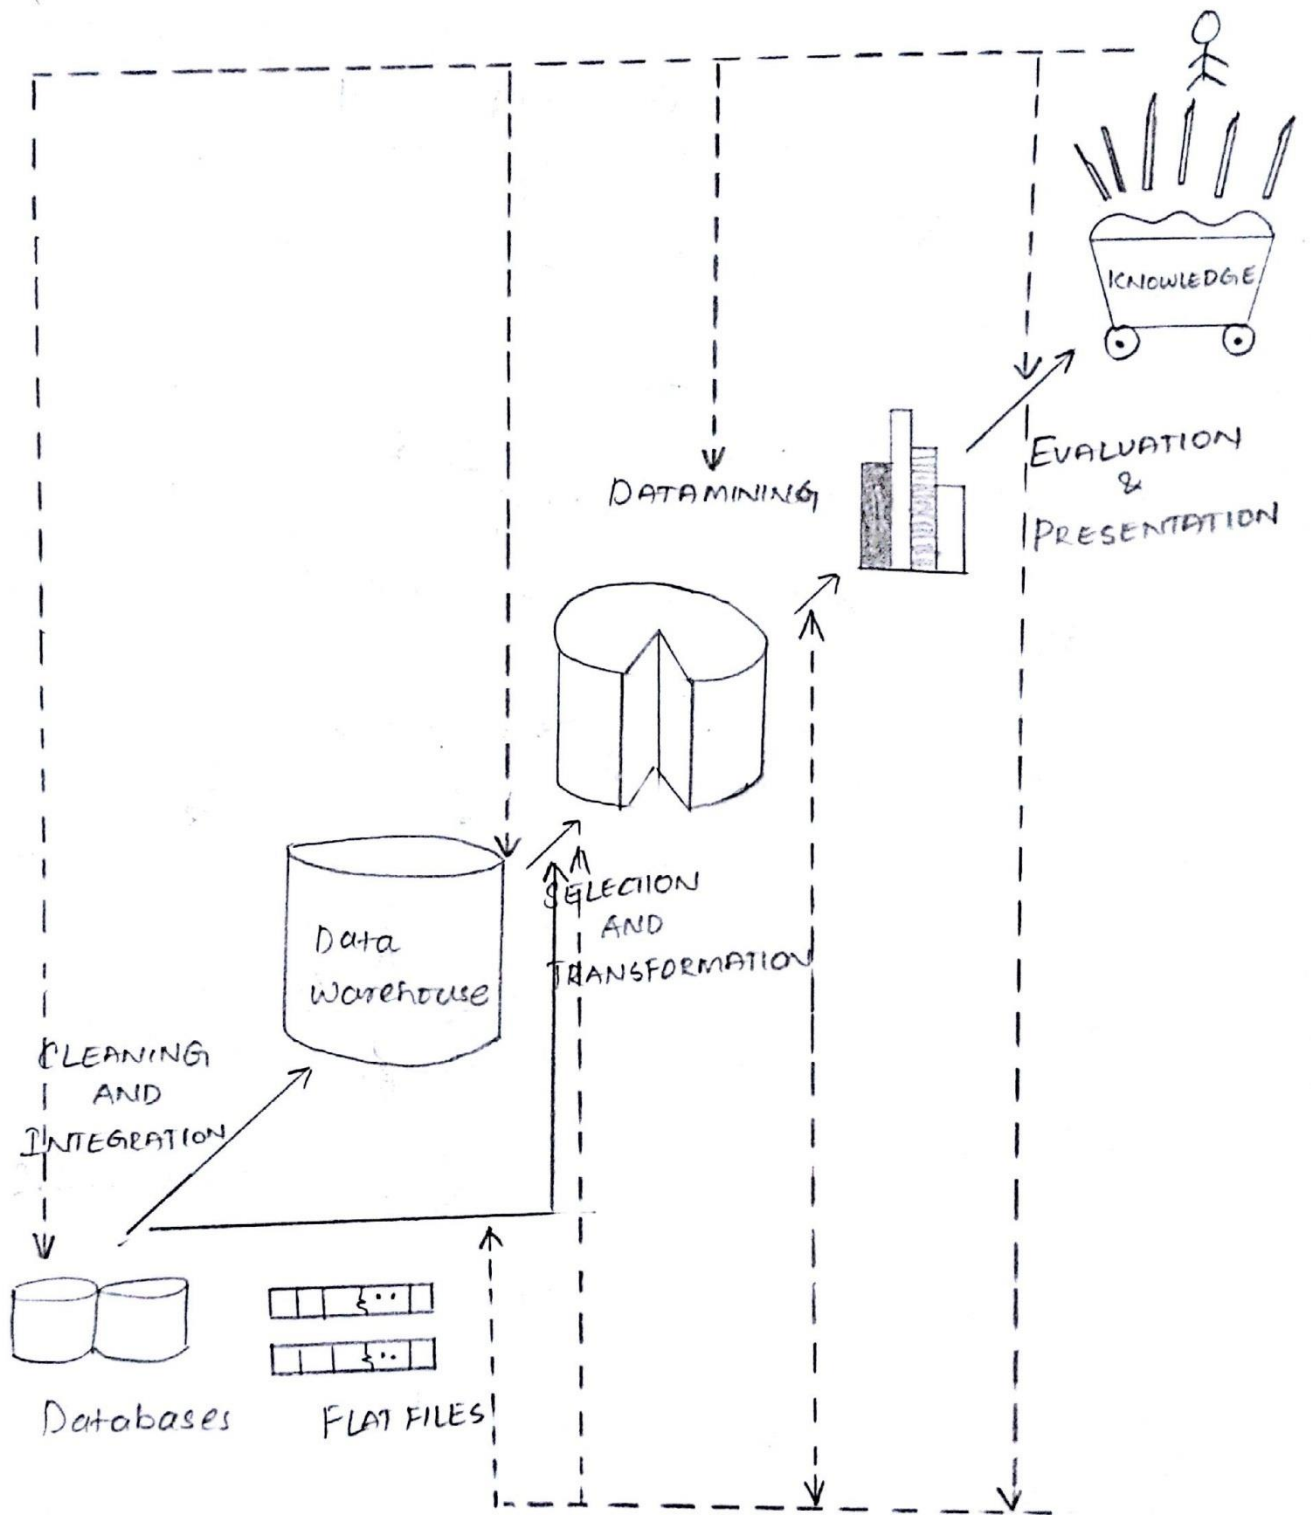 KNOWLEDGE
EVALUATION
&
PRESENTATION
DATAMINING
SELECTION
AND
TRANSFORMATION
Data
Warehouse
CLEANING
AND
INTEGRATION
Databases
FLAT FILES